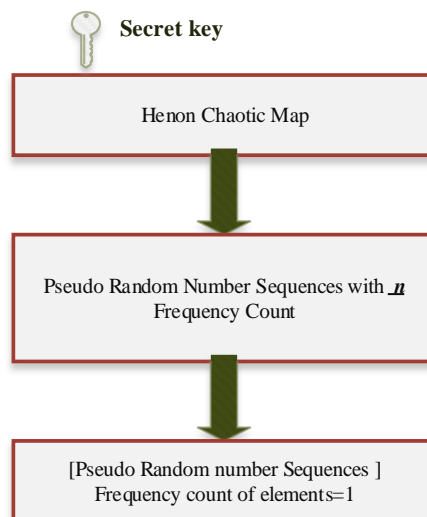 Secret key
Henon Chaotic Map
Pseudo Random Number Sequences with n
Frequency Count
[Pseudo Random number Sequences ]
Frequency count of elements=1